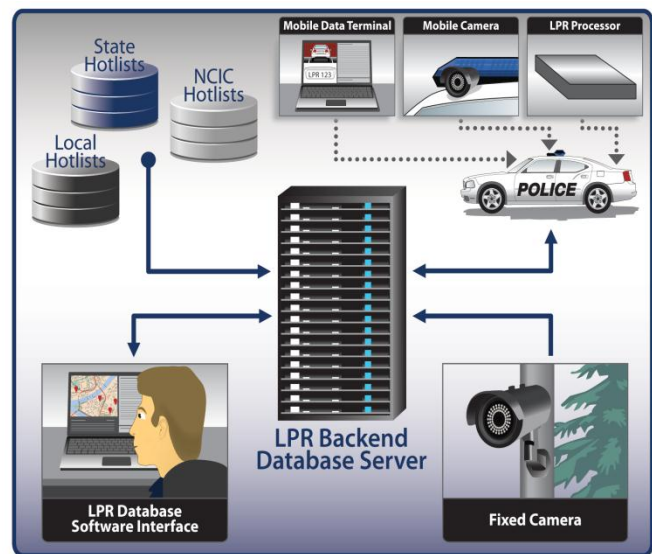 Mobile Data Terminal
Mobile Camera
LPR Processor
State
Hotlists
NCIC
Hotlists
LPR 123
Local
Hotlists
POLICE
LPR Backend
Database Server
LPR Database
Software Interface
Fixed Camera